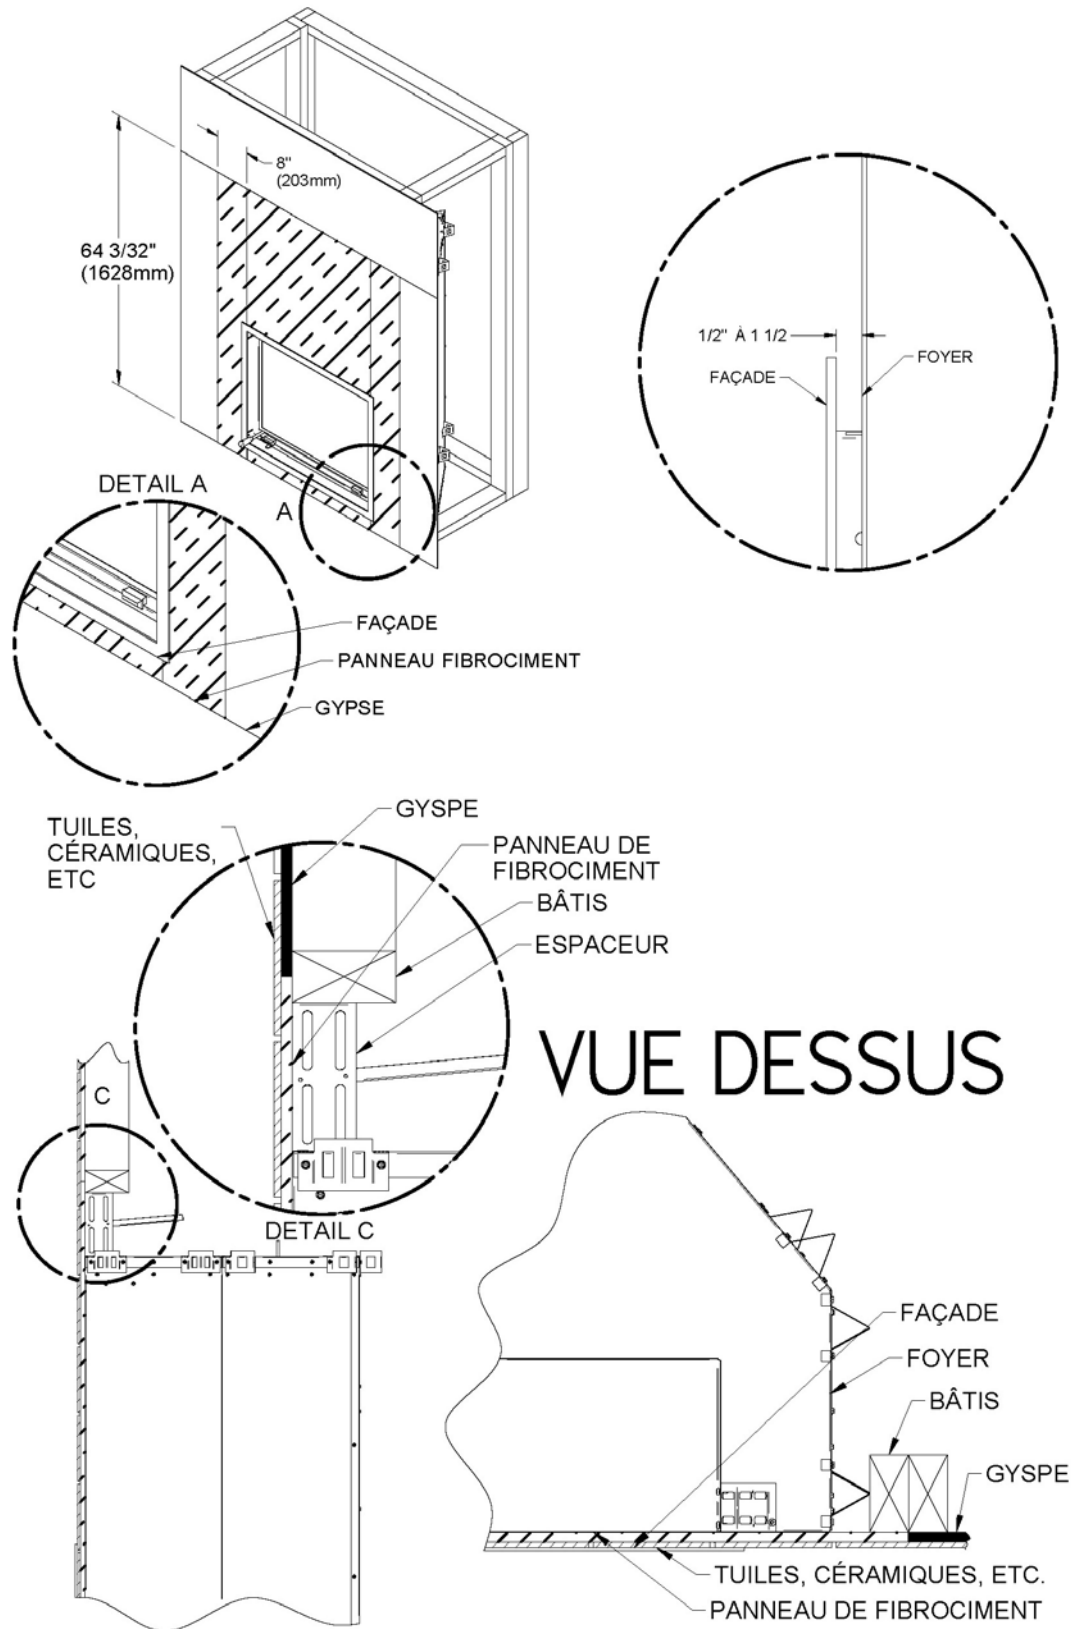 8"
(203mm)
64 3/32"
(1628mm)
1/2" À 1 1/2
FAÇADE
FOYER
DETAIL A
A
FAÇADE
PANNEAU FIBROCIMENT
GYPSE
TUILES,
CÉRAMIQUES,
ETC
GYSPE
PANNEAU DE
FIBROCIMENT
BÂTIS
ESPACEUR
C
DETAIL C
VUE DESSUS
FAÇADE
FOYER
BÂTIS
GYSPE
TUILES, CÉRAMIQUES, ETC.
PANNEAU DE FIBROCIMENT